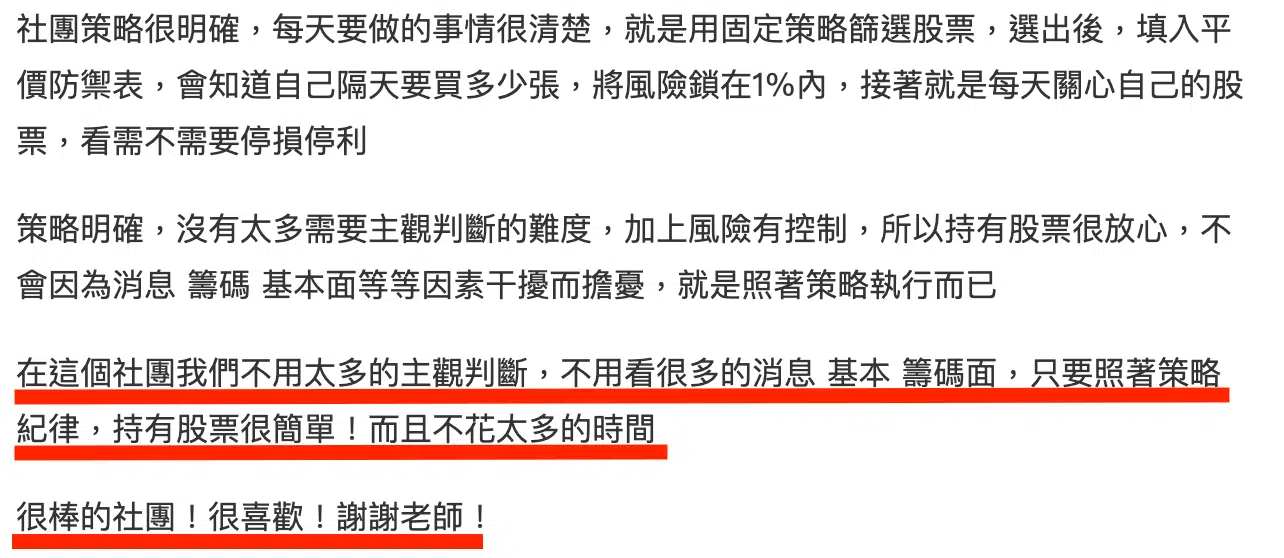 社團策略很明確，每天要做的事情很清楚，就是用固定策略篩選股票，選出後，填入平
價防禦表，會知道自己隔天要買多少張，將風險鎖在1%內，接著就是每天關心自己的股
票，看需不需要停損停利
策略明確，沒有太多需要主觀判斷的難度，加上風險有控制，所以持有股票很放心，不
會因為消息 籌碼 基本面等等因素干擾而擔憂，就是照著策略執行而已
在這個社團我們不用太多的主觀判斷，不用看很多的消息 基本 籌碼面，只要照著策略
紀律，持有股票很簡單！而且不花太多的時間
很棒的社團！很喜歡！謝謝老師！